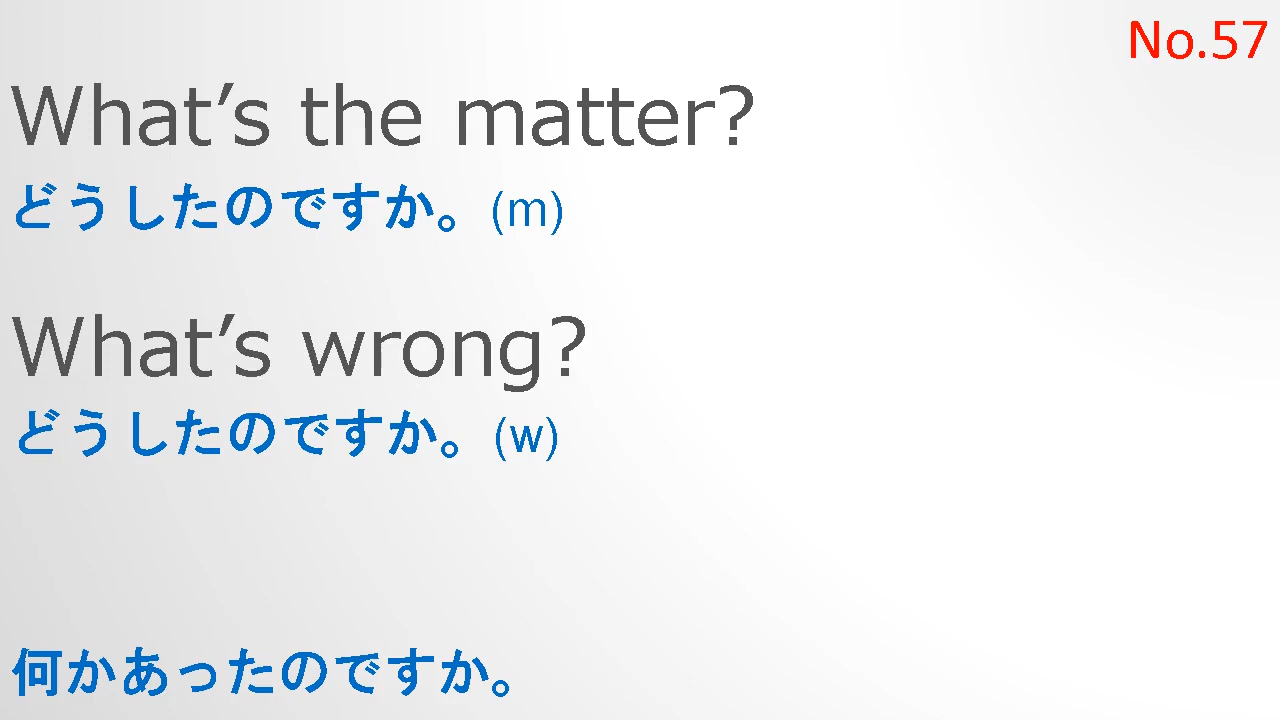 No.57
What’s the matter?
どうしたのですか。(m)
What’s wrong?
どうしたのですか。(w)
何かあったのですか。